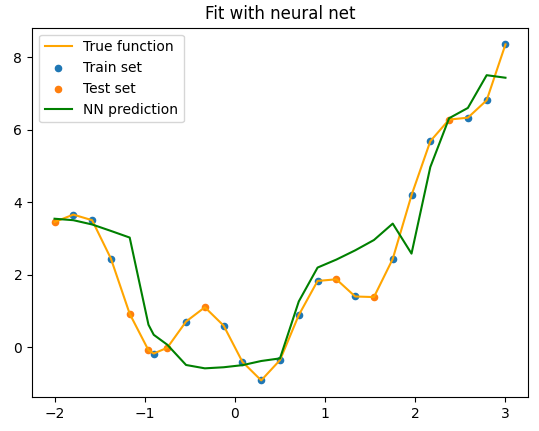 Fit with neural net
True function
Train set
Test set
NN prediction
8
6
4
2
0
−2
−1
0
1
2
3